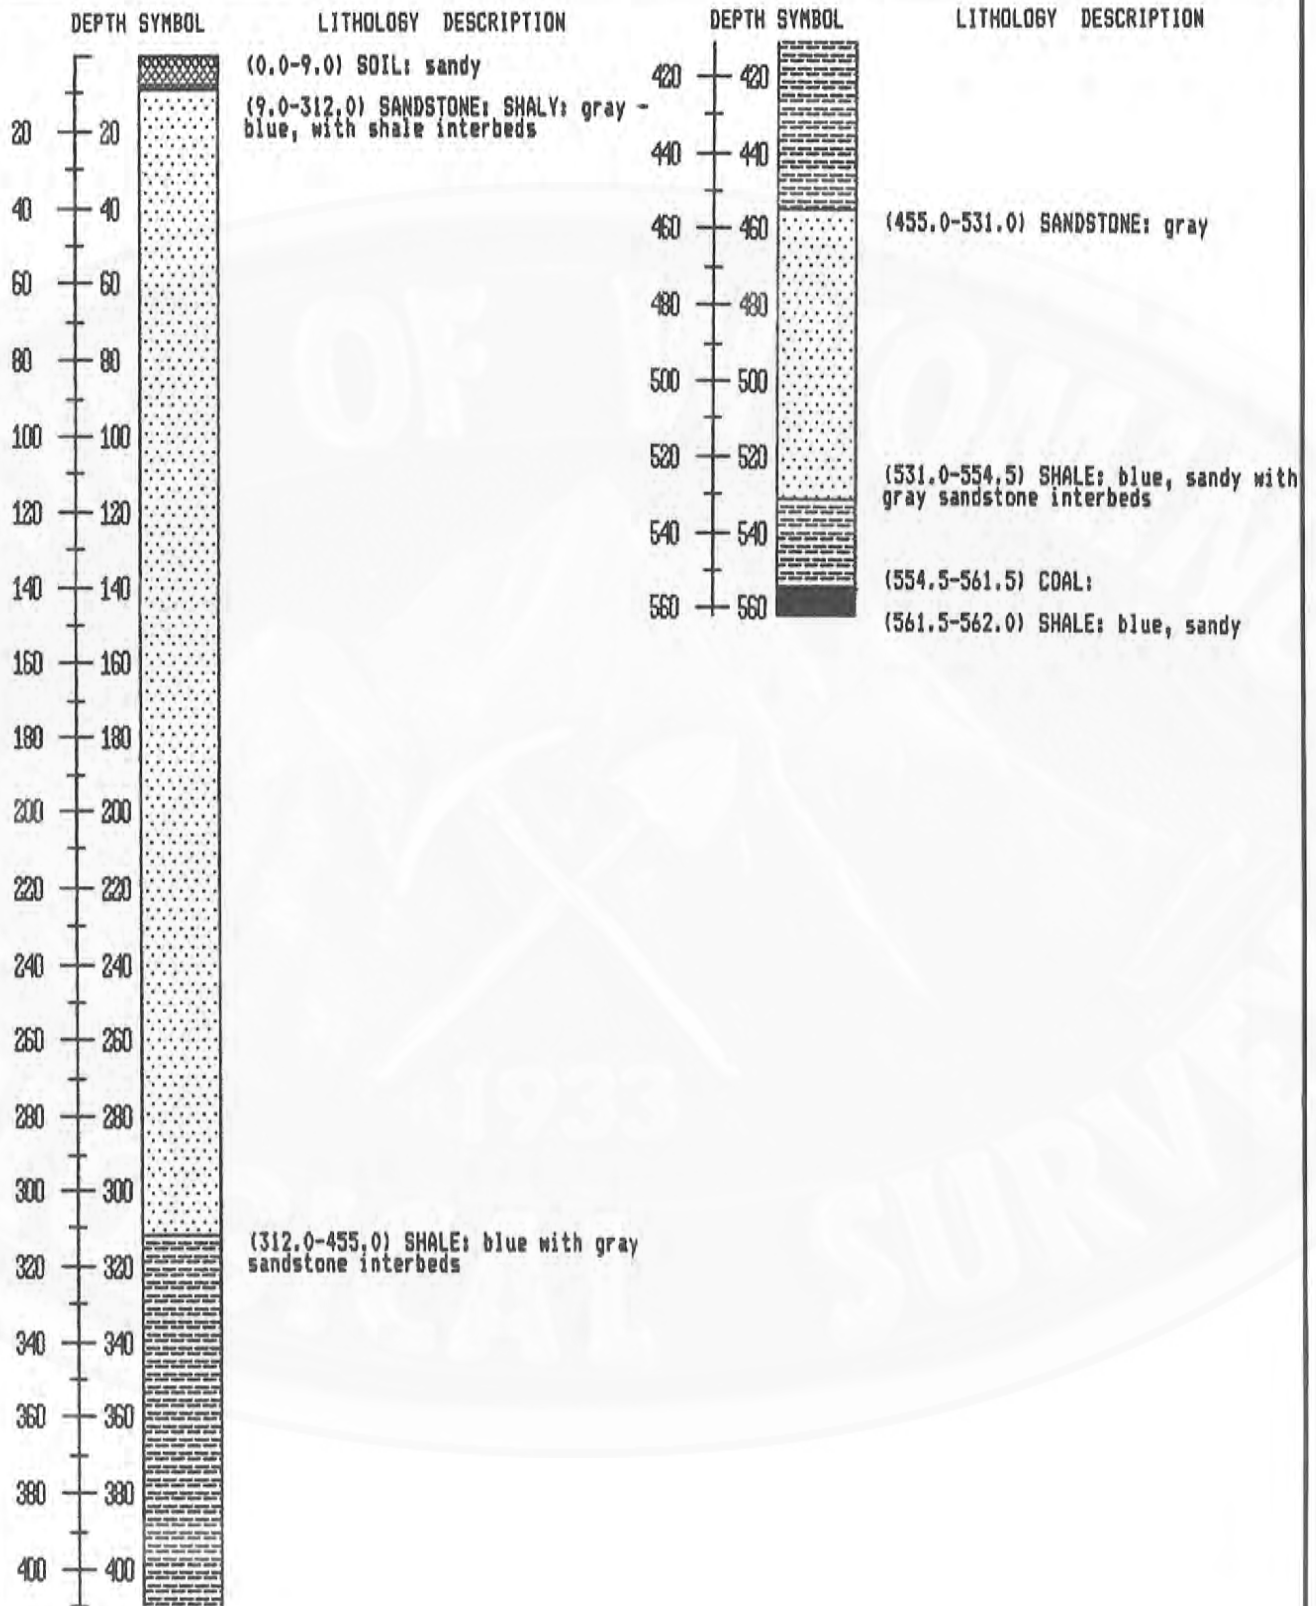 DEPTH SYMBOL LITHOLOGY DESCRIPTION
(0.0-9.0) SOIL: sandy
(9.0-312.0) SANDSTONE: SHALY: gray -
blue, with shale interbeds
20 20
40 40
60 60
80 80
100 100
120 120
140 140
160 160
180 180
200 200
220 220
240 240
260 260
280 280
300 300
(312.0-455.0) SHALE: blue with gray
sandstone interbeds
320 320
340 340
360 360
380 380
400 400
DEPTH SYMBOL LITHOLOGY DESCRIPTION
420 420
440 440
460 460
(455.0-531.0) SANDSTONE: gray
480 480
500 500
520 520
(531.0-554.5) SHALE: blue, sandy with
gray sandstone interbeds
540 540
(554.5-561.5) COAL:
560 560
(561.5-562.0) SHALE: blue, sandy
OF WYOMING
1933
SURVEY